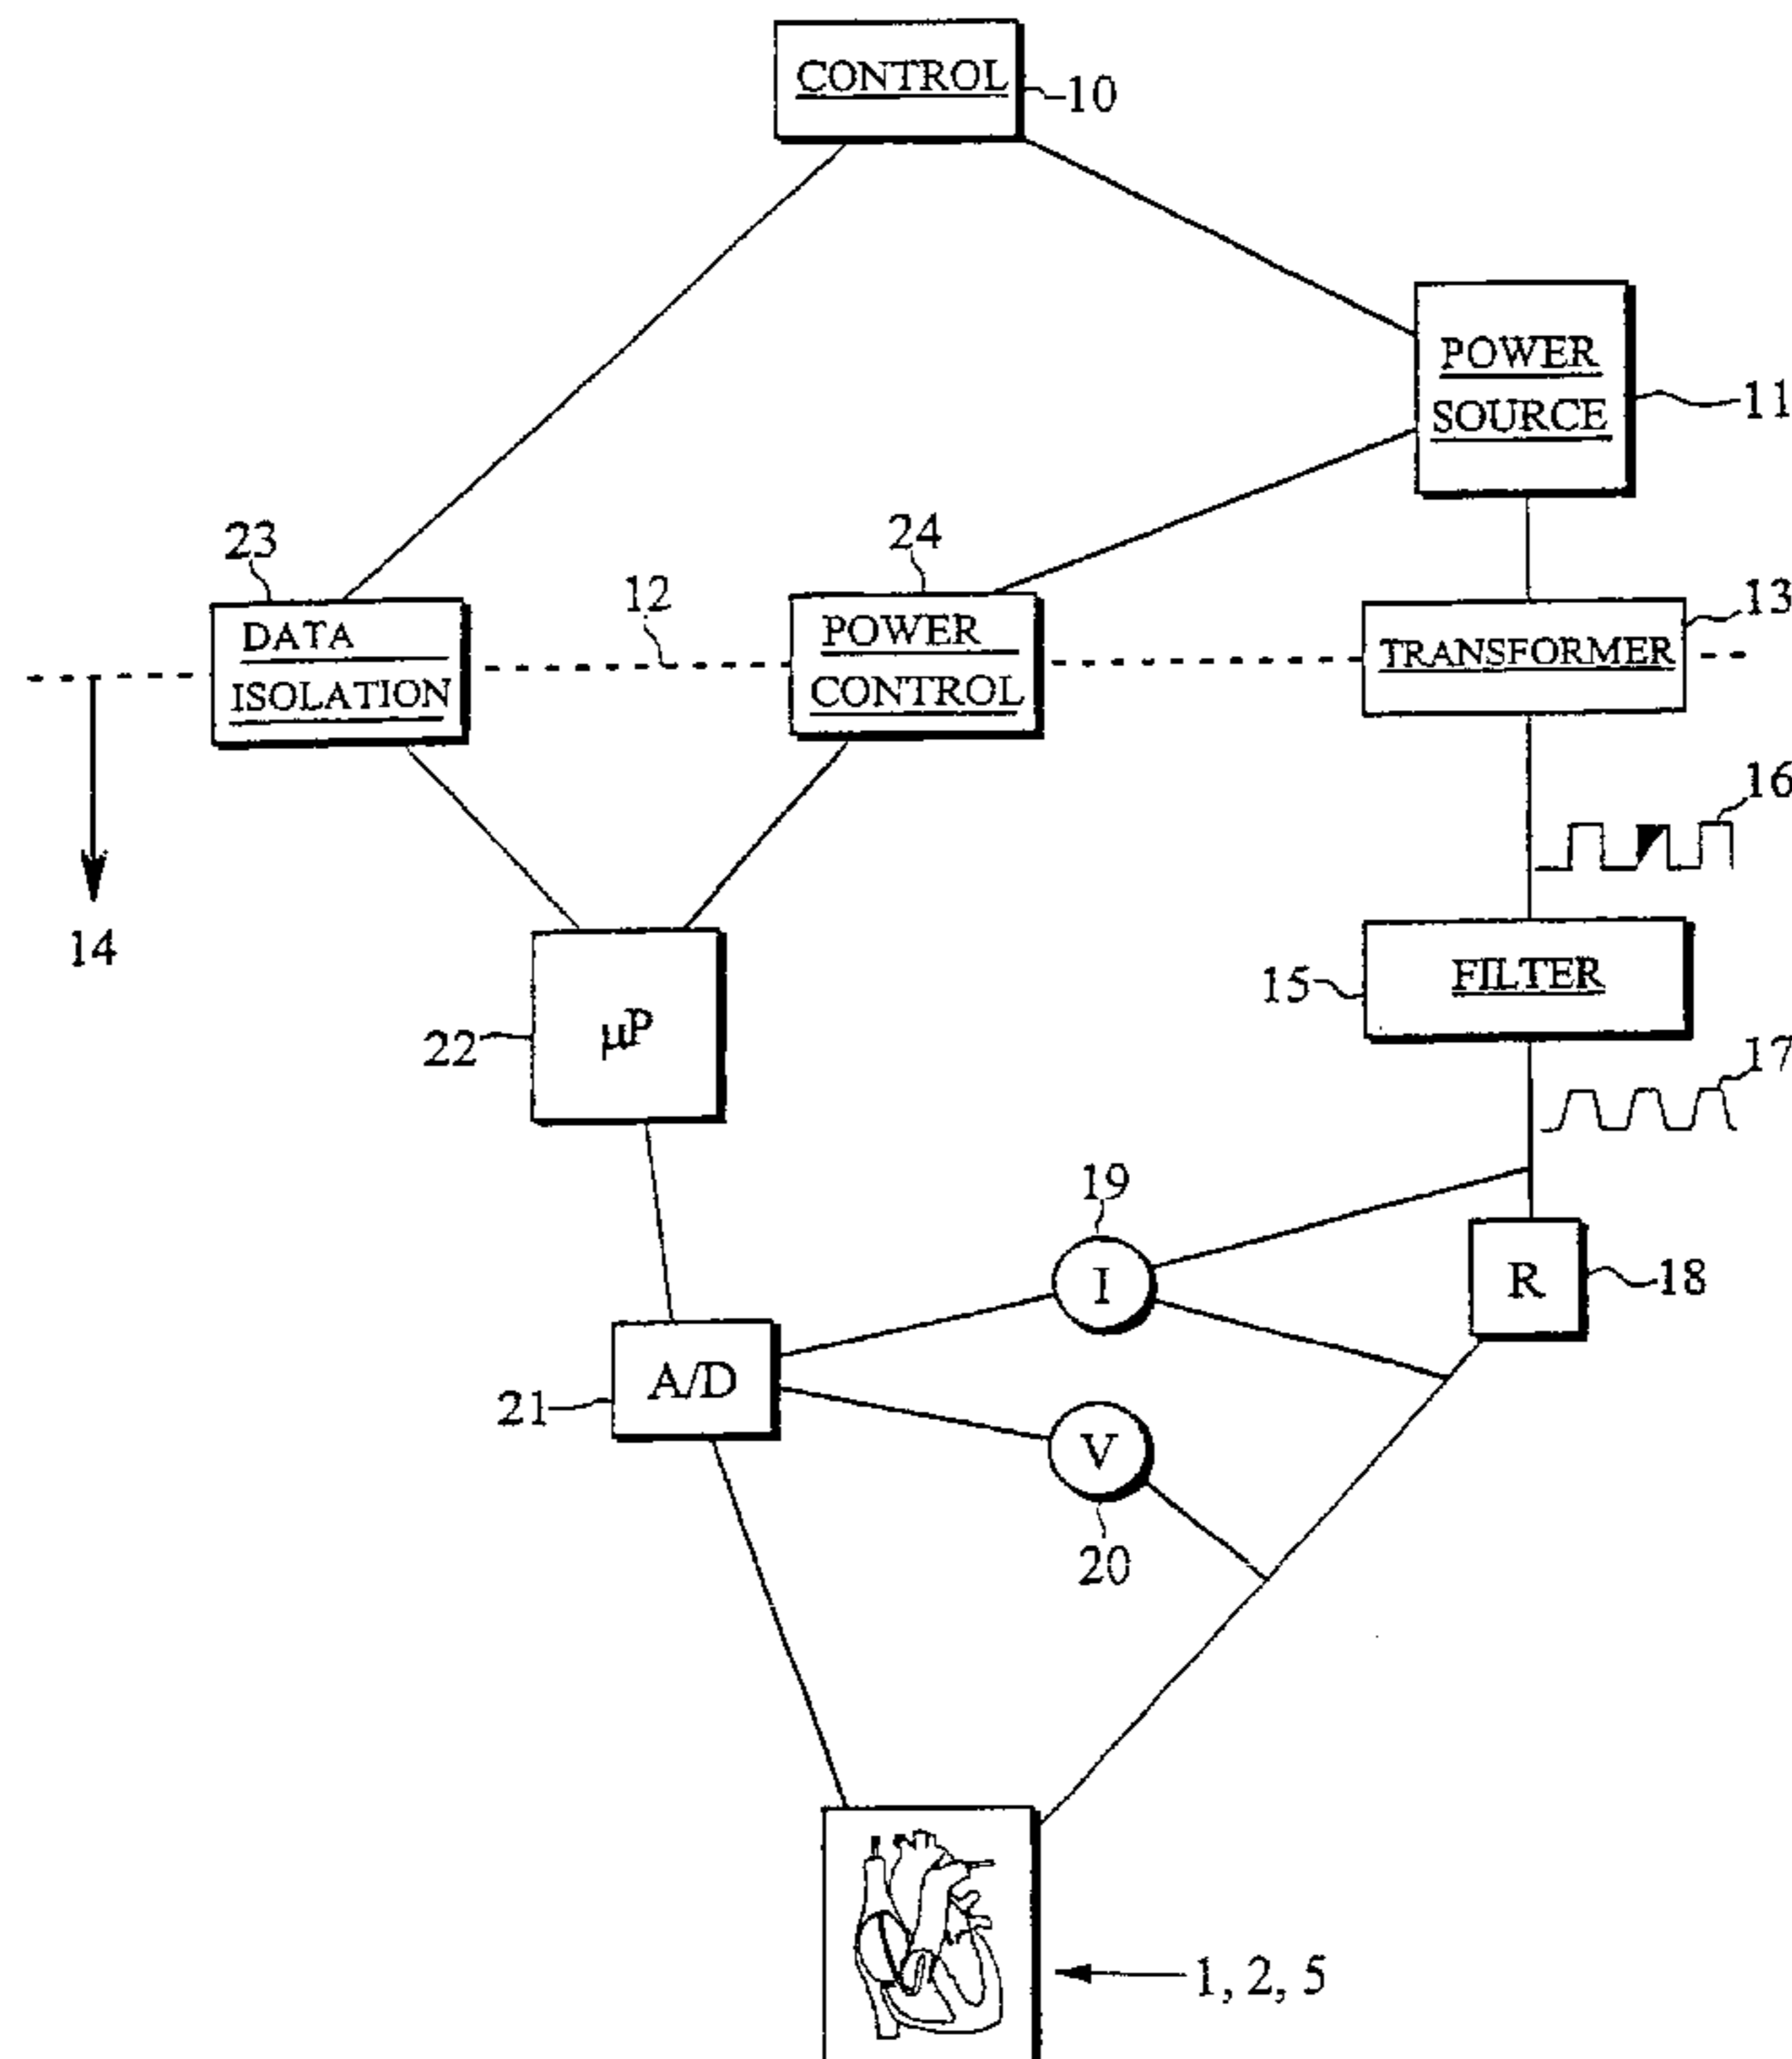 CONTROL
10
POWER
SOURCE
11
23
24
12
13
DATA
ISOLATION
POWER
CONTROL
TRANSFORMER
16
14
15
FILTER
22
μP
17
19
I
R
18
A/D
21
V
20
1, 2, 5